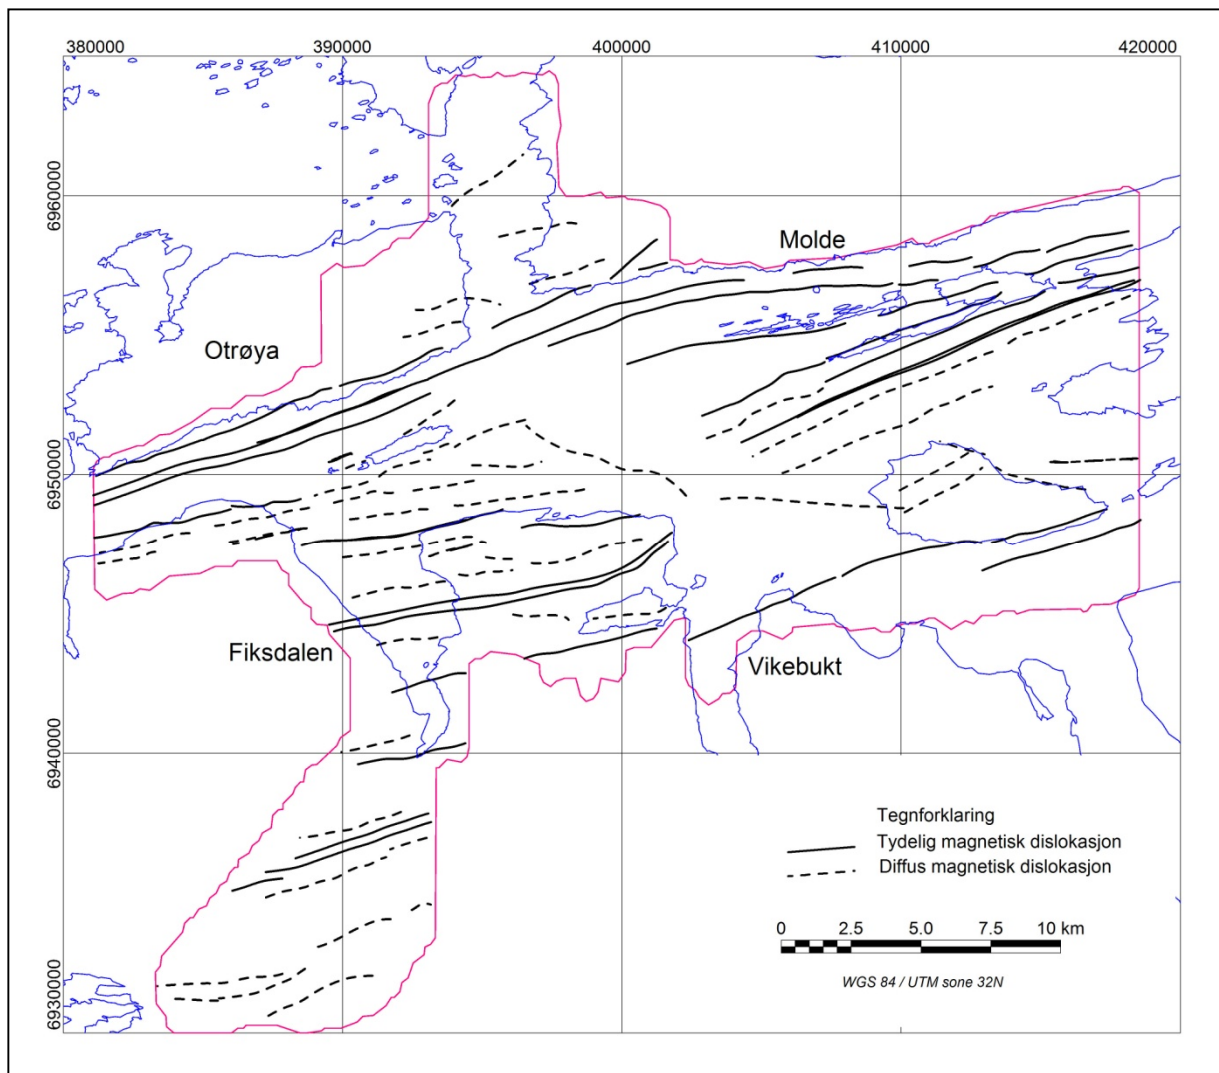 380000 390000 400000 410000 420000
6960000
Molde
Otrøya
6950000
Fiksdalen
Vikebukt
6940000
Tegnforklaring
Tydelig magnetisk dislokasjon
Diffus magnetisk dislokasjon
0 2.5 5.0 7.5 10 km
WGS 84 / UTM sone 32N
6930000